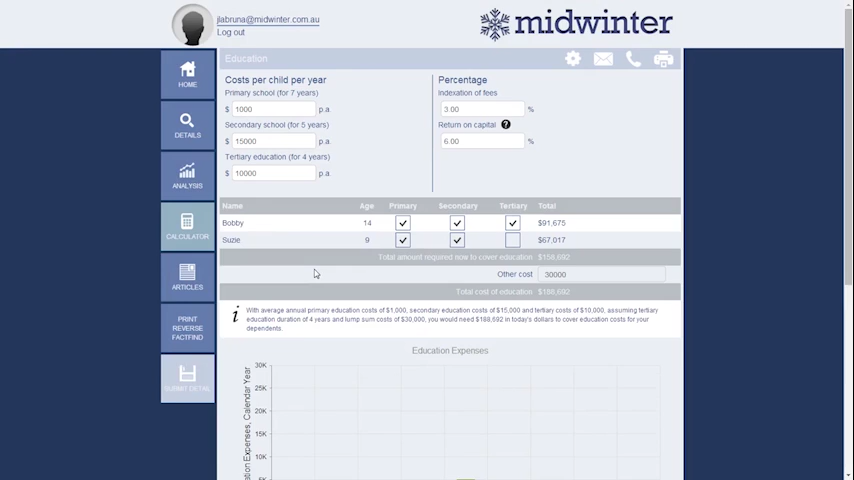 jlabruna@midwinter.com.au
Log out
midwinter
Education
HOME
DETAILS
ANALYSIS
CALCULATOR
ARTICLES
PRINT
REVERSE
FACTFIND
SUBMIT DETAIL
Costs per child per year
Primary school (for 7 years)
$ 1000 p.a.
Secondary school (for 5 years)
$ 15000 p.a.
Tertiary education (for 4 years)
$ 10000 p.a.
Percentage
Indexation of fees
3.00 %
Return on capital ?
6.00 %
Name Age Primary Secondary Tertiary Total
Bobby 14 $91,675
Suzie 9 $67,017
Total amount required now to cover education $158,692
Other cost 30000
Total cost of education $188,692
i
With average annual primary education costs of $1,000, secondary education costs of $15,000 and tertiary costs of $10,000, assuming tertiary
education duration of 4 years and lump sum costs of $30,000, you would need $188,692 in today's dollars to cover education costs for your
dependents.
Education Expenses
30K
25K
20K
15K
10K
5K
ation Expenses, Calendar Year